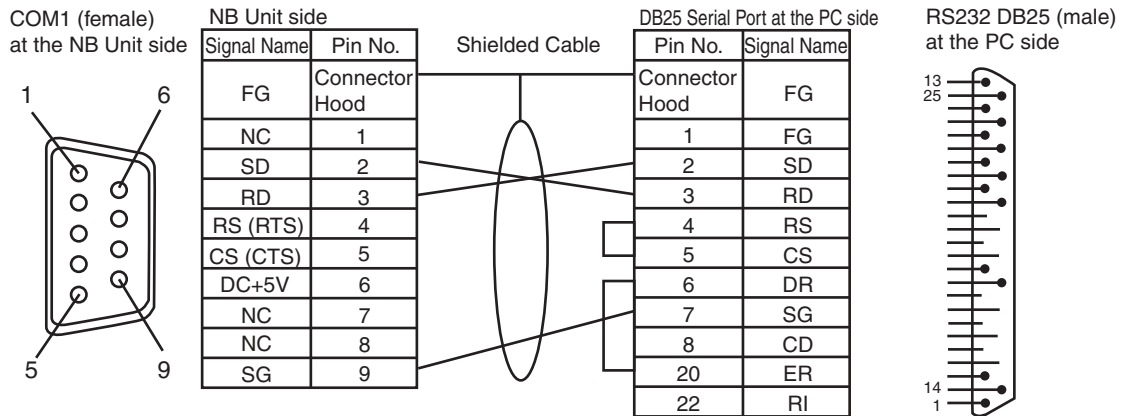 COM1 (female)
at the NB Unit side
1
6
5
9
NB Unit side
Signal Name Pin No.
FG Connector Hood
NC 1
SD 2
RD 3
RS (RTS) 4
CS (CTS) 5
DC+5V 6
NC 7
NC 8
SG 9
Shielded Cable
DB25 Serial Port at the PC side
Pin No. Signal Name
Connector Hood FG
1 FG
2 SD
3 RD
4 RS
5 CS
6 DR
7 SG
8 CD
20 ER
22 RI
RS232 DB25 (male)
at the PC side
13
25
14
1